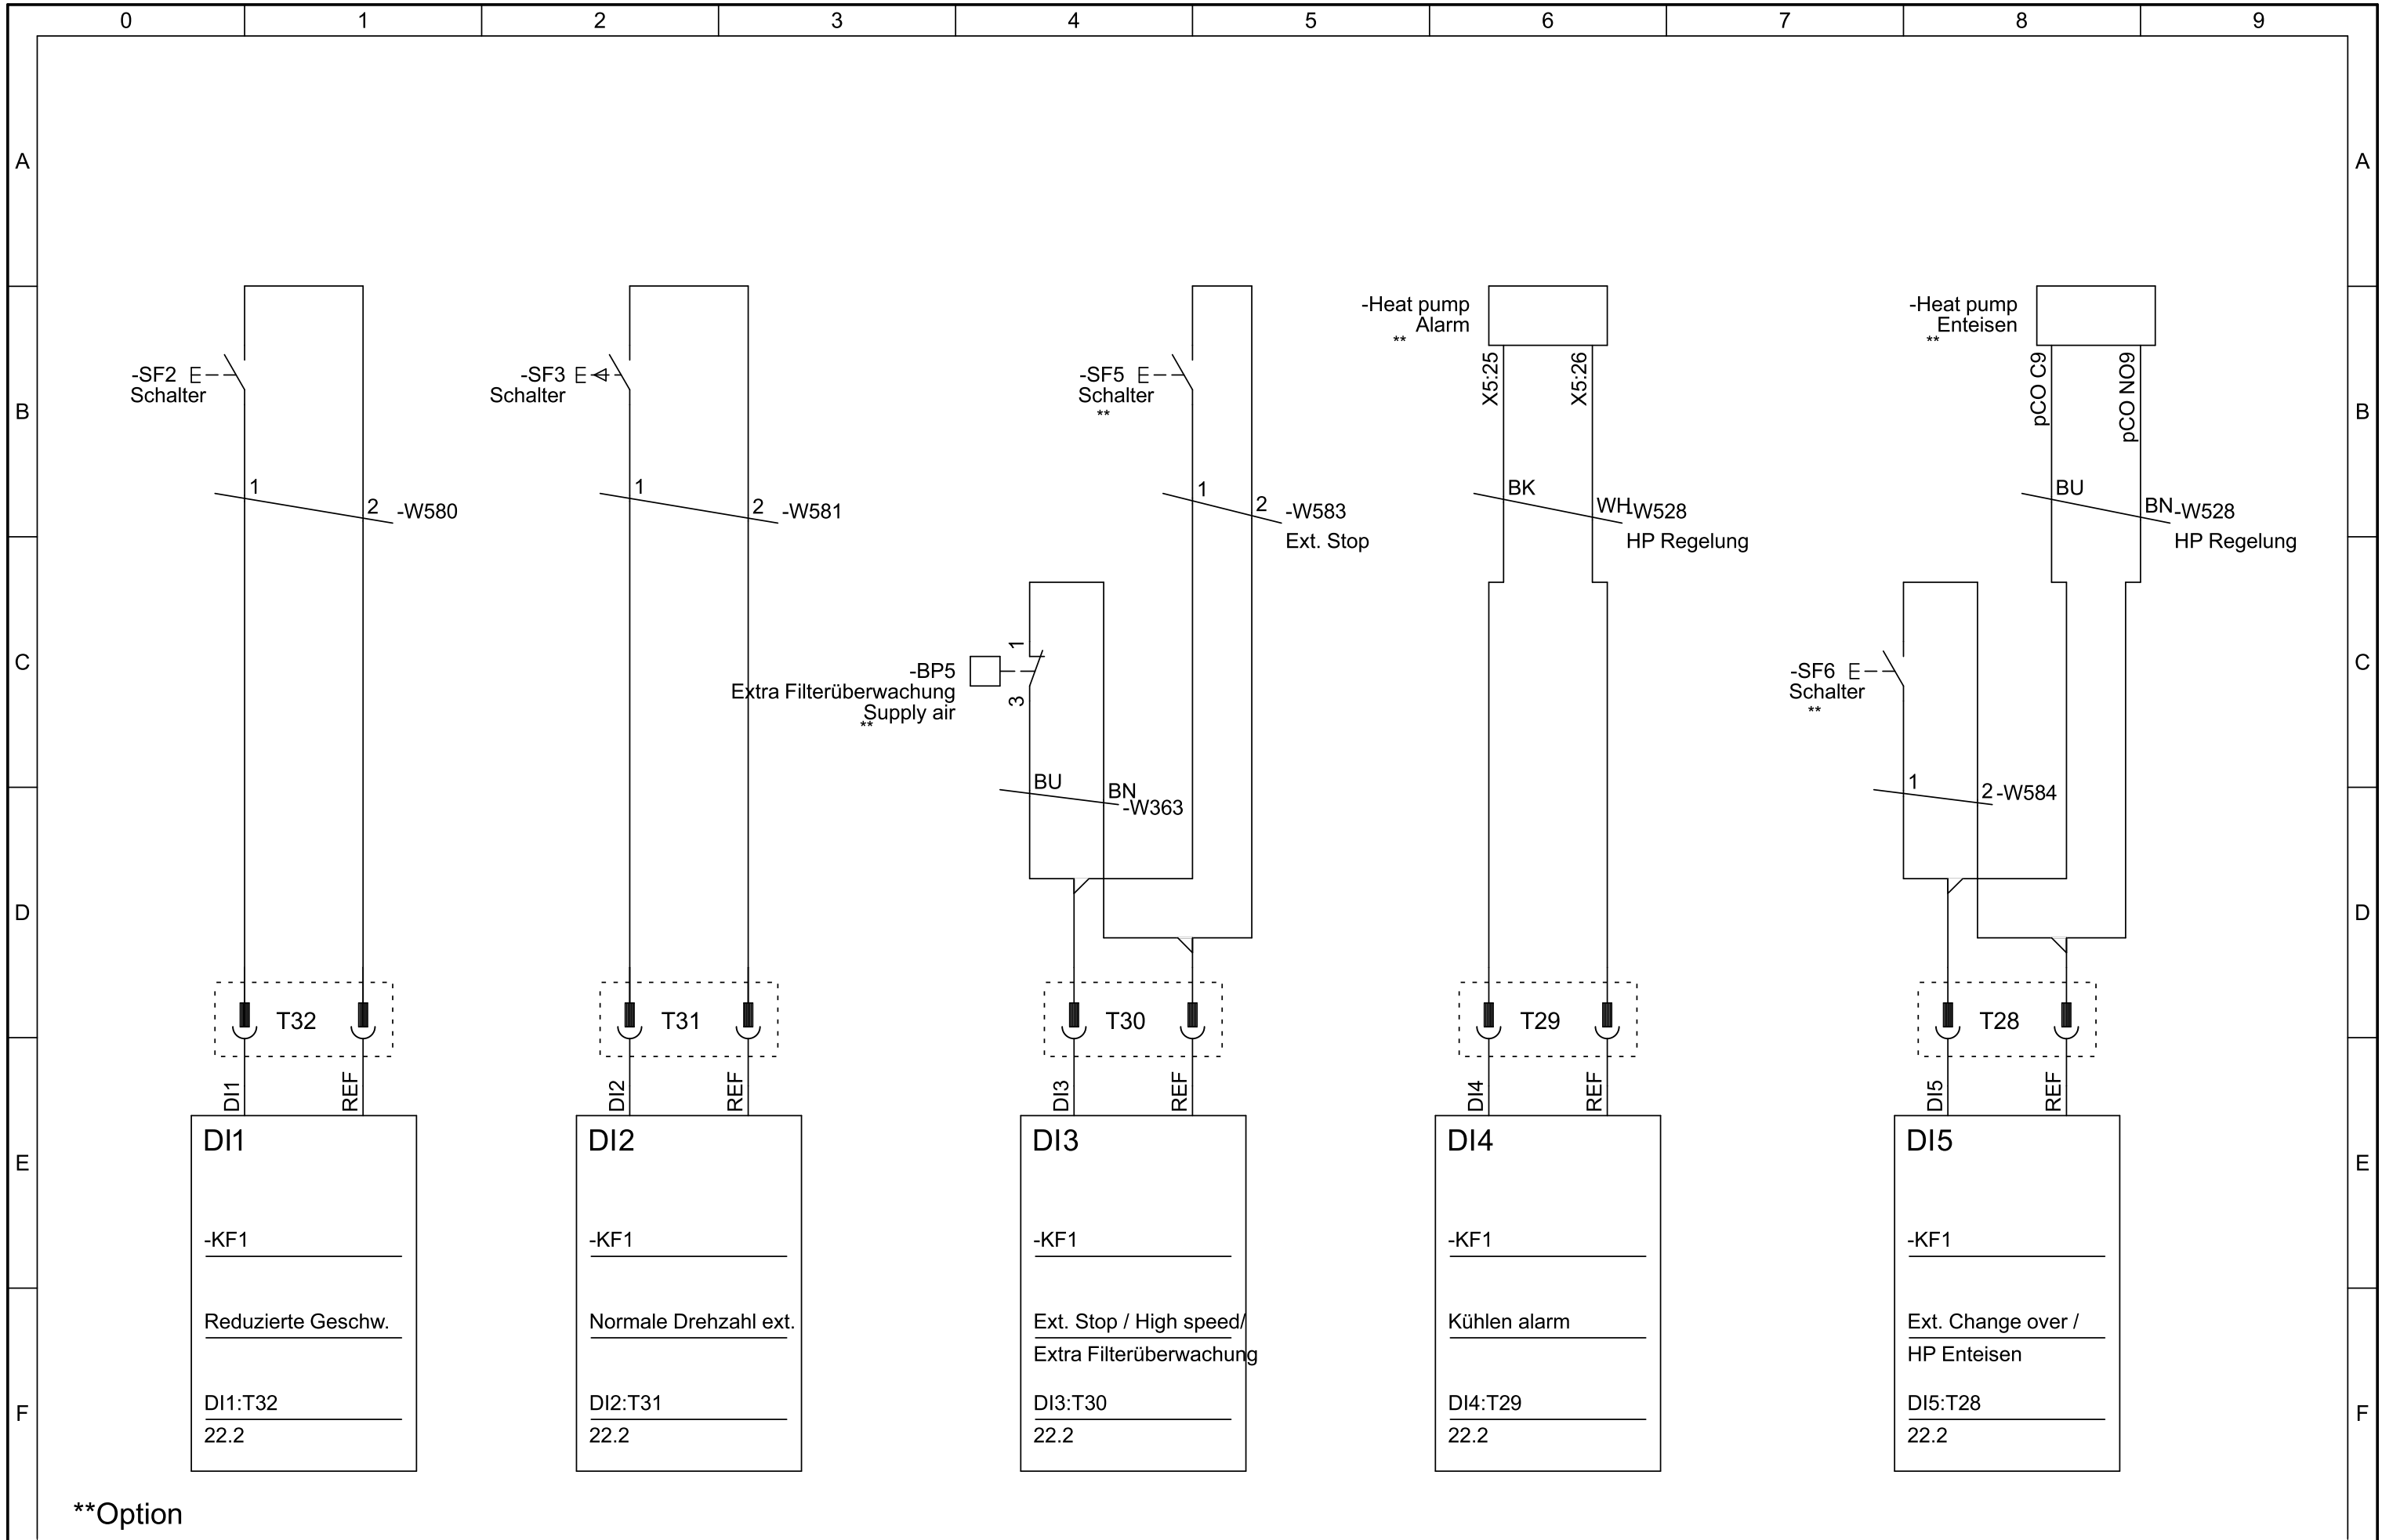 0 1 2 3 4 5 6 7 8 9
A A
-Heat pump
Alarm
**
X5:25
X5:26
-Heat pump
Enteisen
**
pCO C9
pCO NO9
-SF2
Schalter
-SF3
Schalter
-SF5
Schalter
**
B B
1 2 -W580
1 2 -W581
1 2 -W583
Ext. Stop
BK WH -W528
HP Regelung
BU BN -W528
HP Regelung
C C
1
-BP5
Extra Filterüberwachung
Supply air
**
3
-SF6
Schalter
**
BU BN
-W363
1 2 -W584
D D
T32 T31 T30 T29 T28
DI1 REF DI2 REF DI3 REF DI4 REF DI5 REF
E E
DI1
-KF1
Reduzierte Geschw.
DI1:T32
22.2
DI2
-KF1
Normale Drehzahl ext.
DI2:T31
22.2
DI3
-KF1
Ext. Stop / High speed/
Extra Filterüberwachung
DI3:T30
22.2
DI4
-KF1
Kühlen alarm
DI4:T29
22.2
DI5
-KF1
Ext. Change over /
HP Enteisen
DI5:T28
22.2
F F
**Option